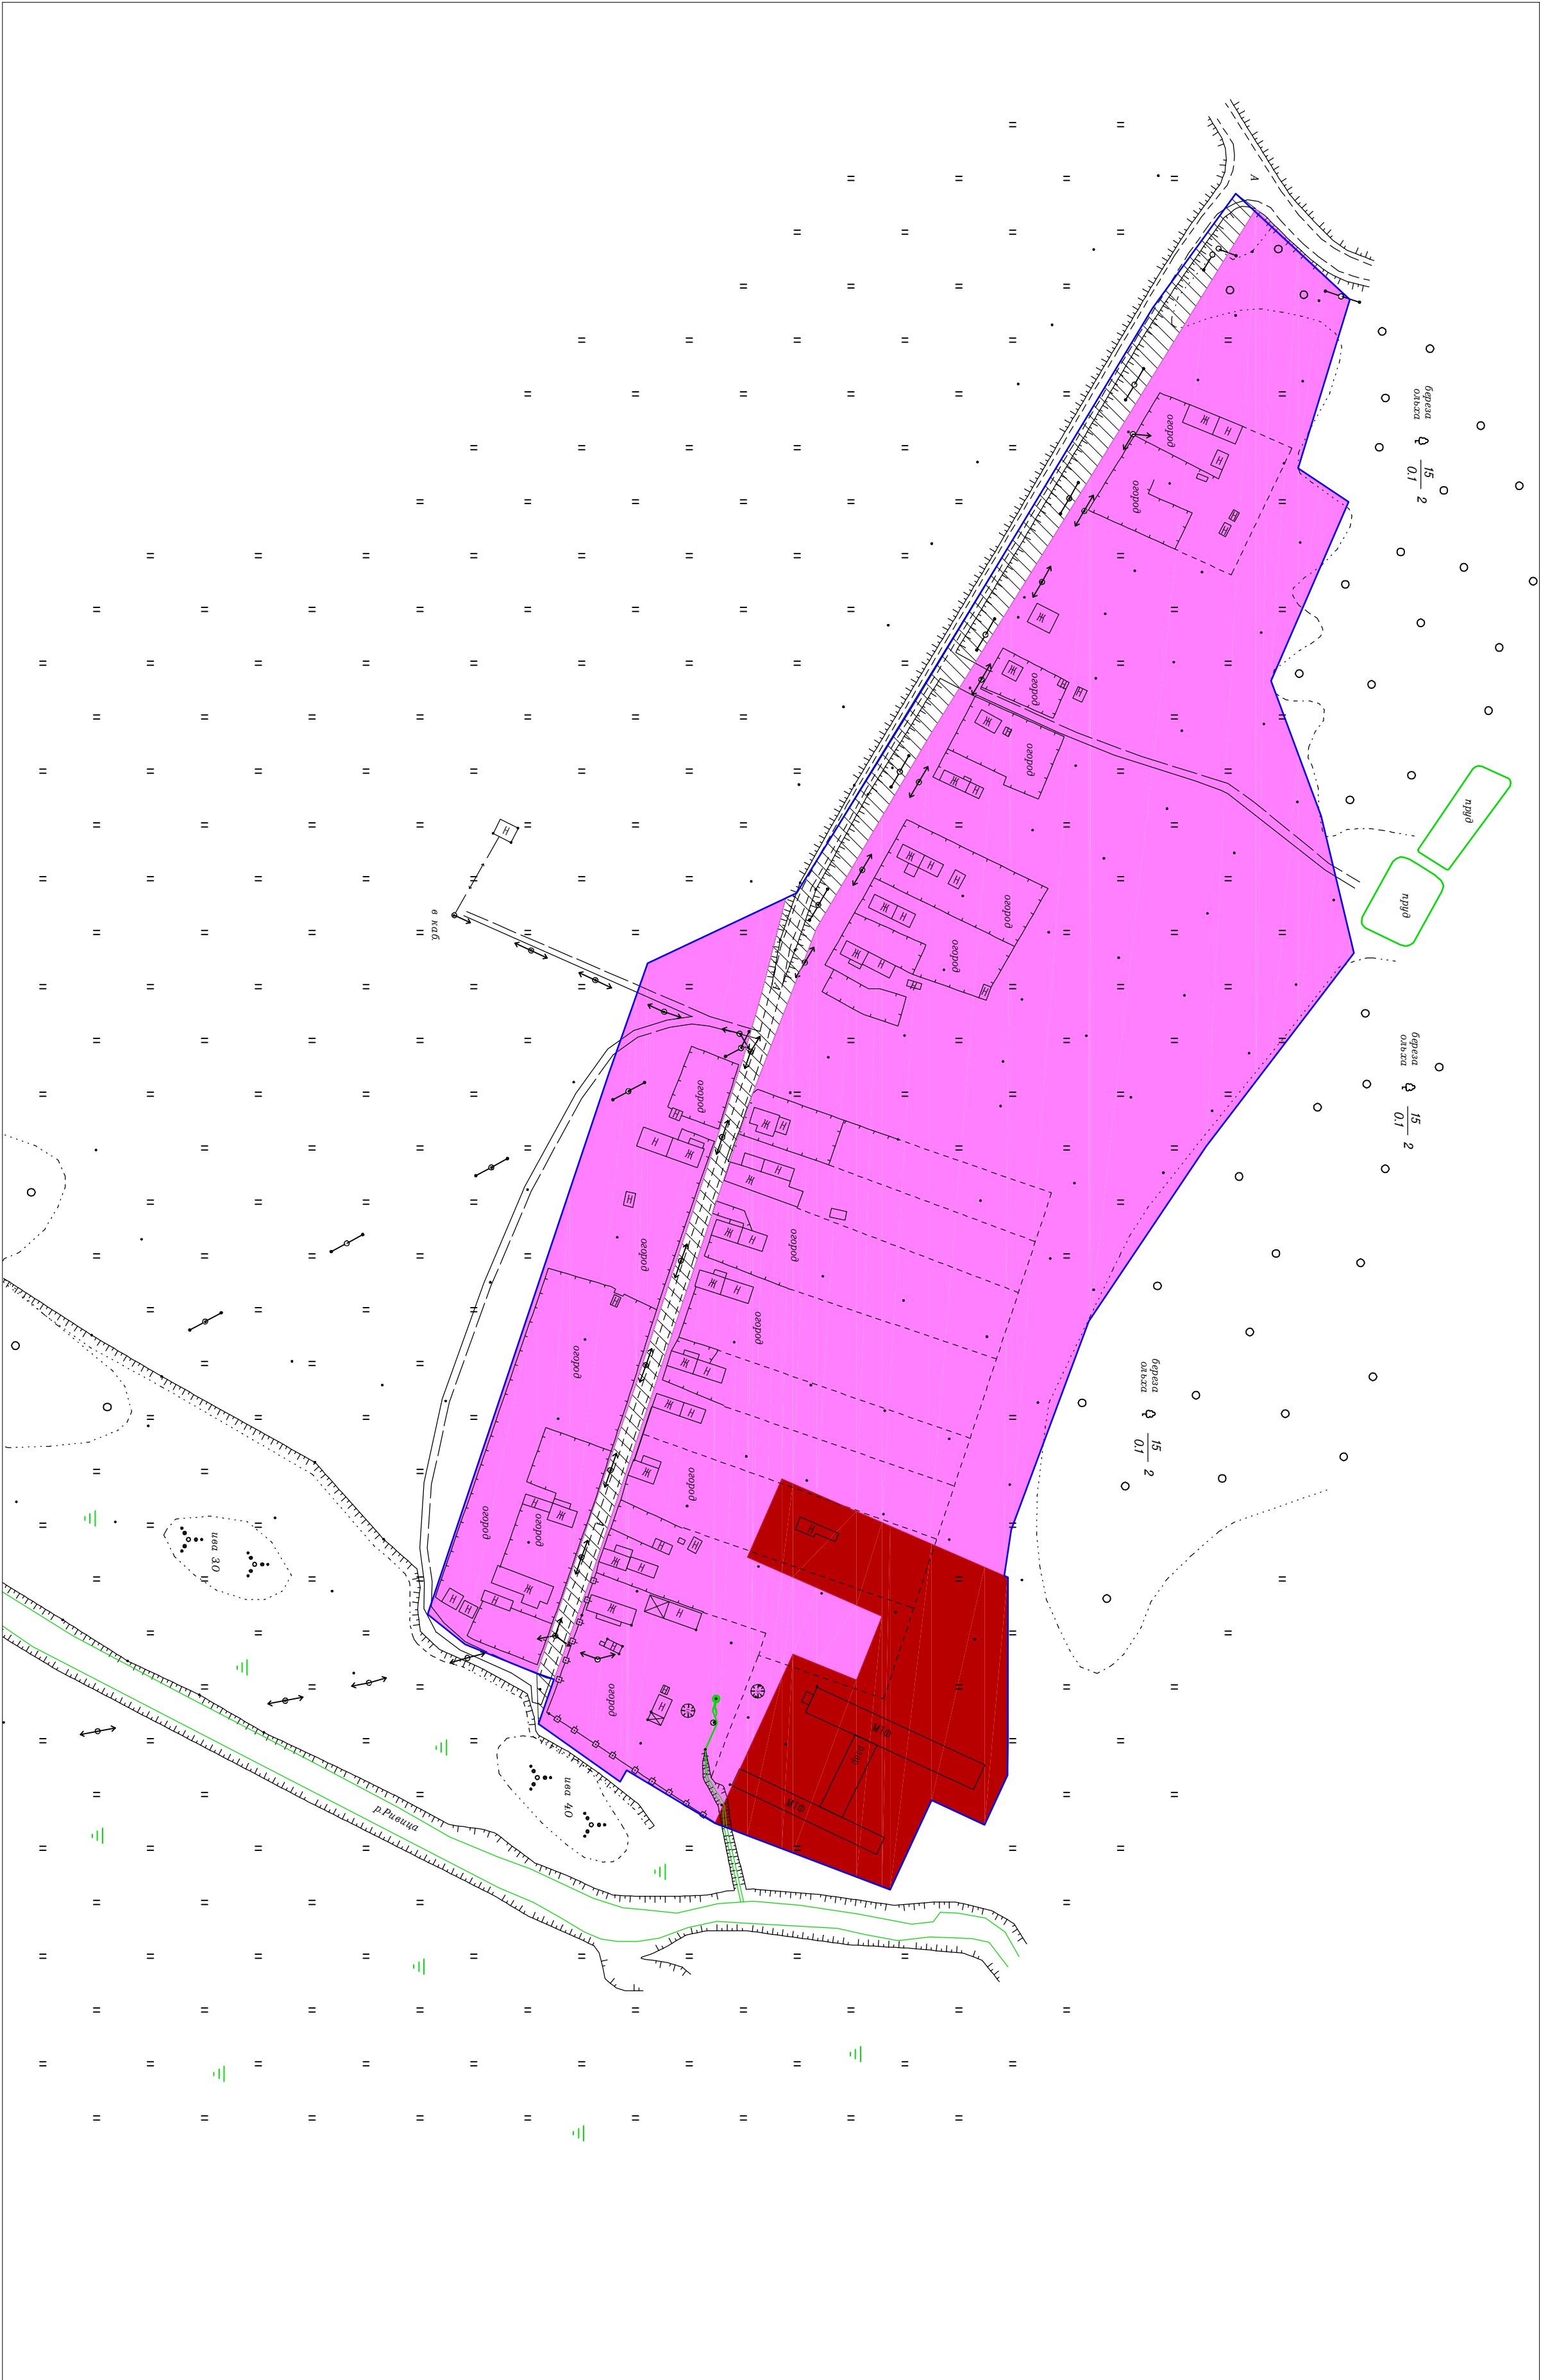 А
береза
ольха
15
0.1
2
огород
Ж
Н
Н
огород
Н
Н
Ж
Ж
огород
Н
Н
Ж
огород
Ж
Н
пруд
пруд
Н
в каб.
Ж
Н
Н
огород
Ж
Н
огород
Ж
Н
Н
Н
А
береза
ольха
15
0.1
2
огород
Н
Ж
Н
Н
Ж
Н
Ж
Н
огород
огород
Ж
Н
Ж
Н
огород
Н
огород
Ж
Н
Ж
Н
береза
ольха
15
0.1
2
Ж
Н
огород
огород
огород
Н
Ж
Н
ива 30
Н
Н
Ж
Н
Ж
Н
Н
Ж
Н
Н
огород
Н
МТФ
МТФ
ива 40
р.Ривица